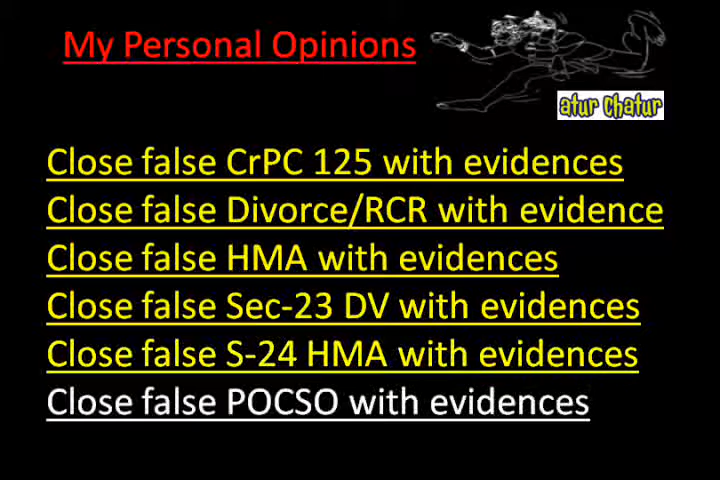 My Personal Opinions
atur Chatur
Close false CrPC 125 with evidences
Close false Divorce/RCR with evidence
Close false HMA with evidences
Close false Sec-23 DV with evidences
Close false S-24 HMA with evidences
Close false POCSO with evidences